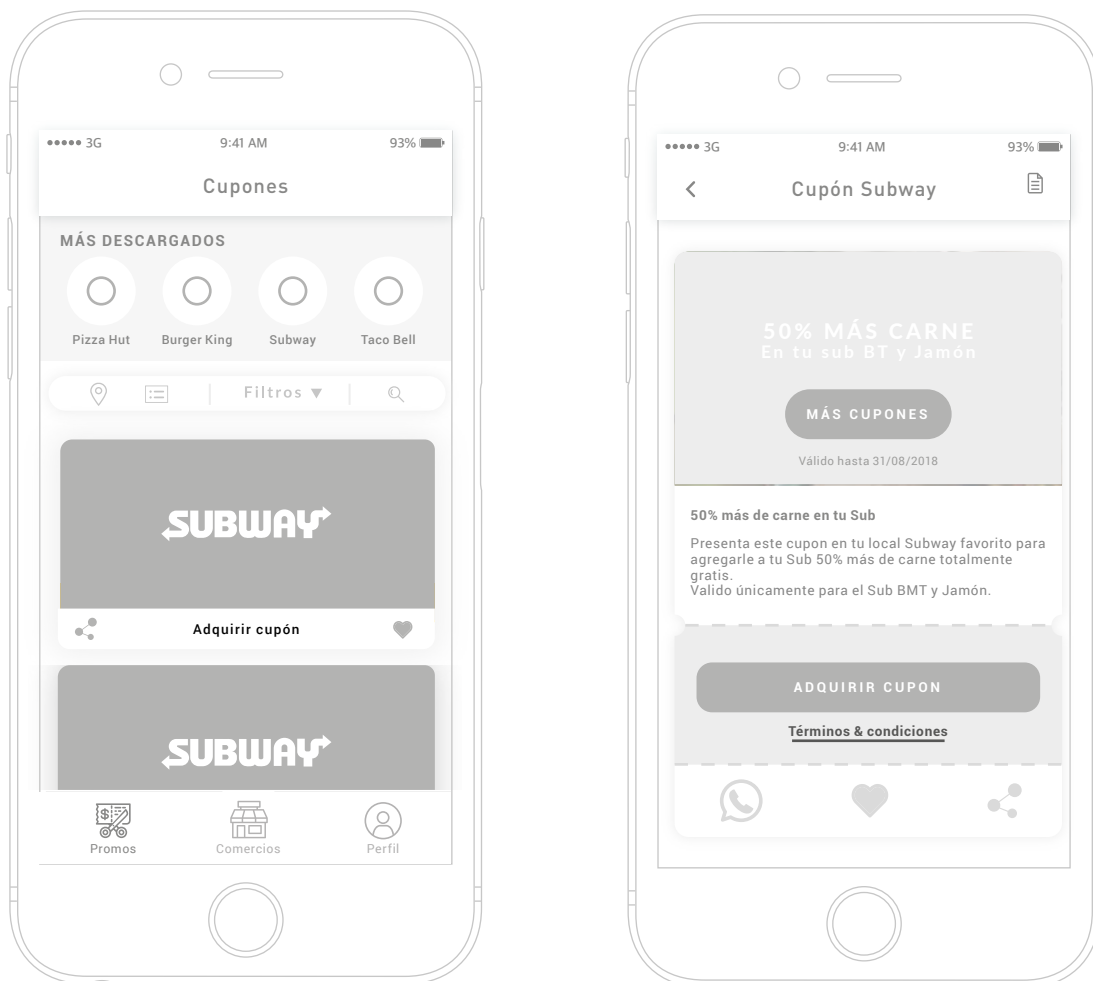 3G 9:41 AM 93%
Cupones
MÁS DESCARGADOS
Pizza Hut Burger King Subway Taco Bell
Filtros ▼
SUBWAY
Adquirir cupón
SUBWAY
$
Promos Comercios Perfil
3G 9:41 AM 93%
Cupón Subway
50% MÁS CARNE
En tu sub BT y Jamón
MÁS CUPONES
Válido hasta 31/08/2018
50% más de carne en tu Sub
Presenta este cupon en tu local Subway favorito para
agregarle a tu Sub 50% más de carne totalmente
gratis.
Valido únicamente para el Sub BMT y Jamón.
ADQUIRIR CUPON
Términos & condiciones